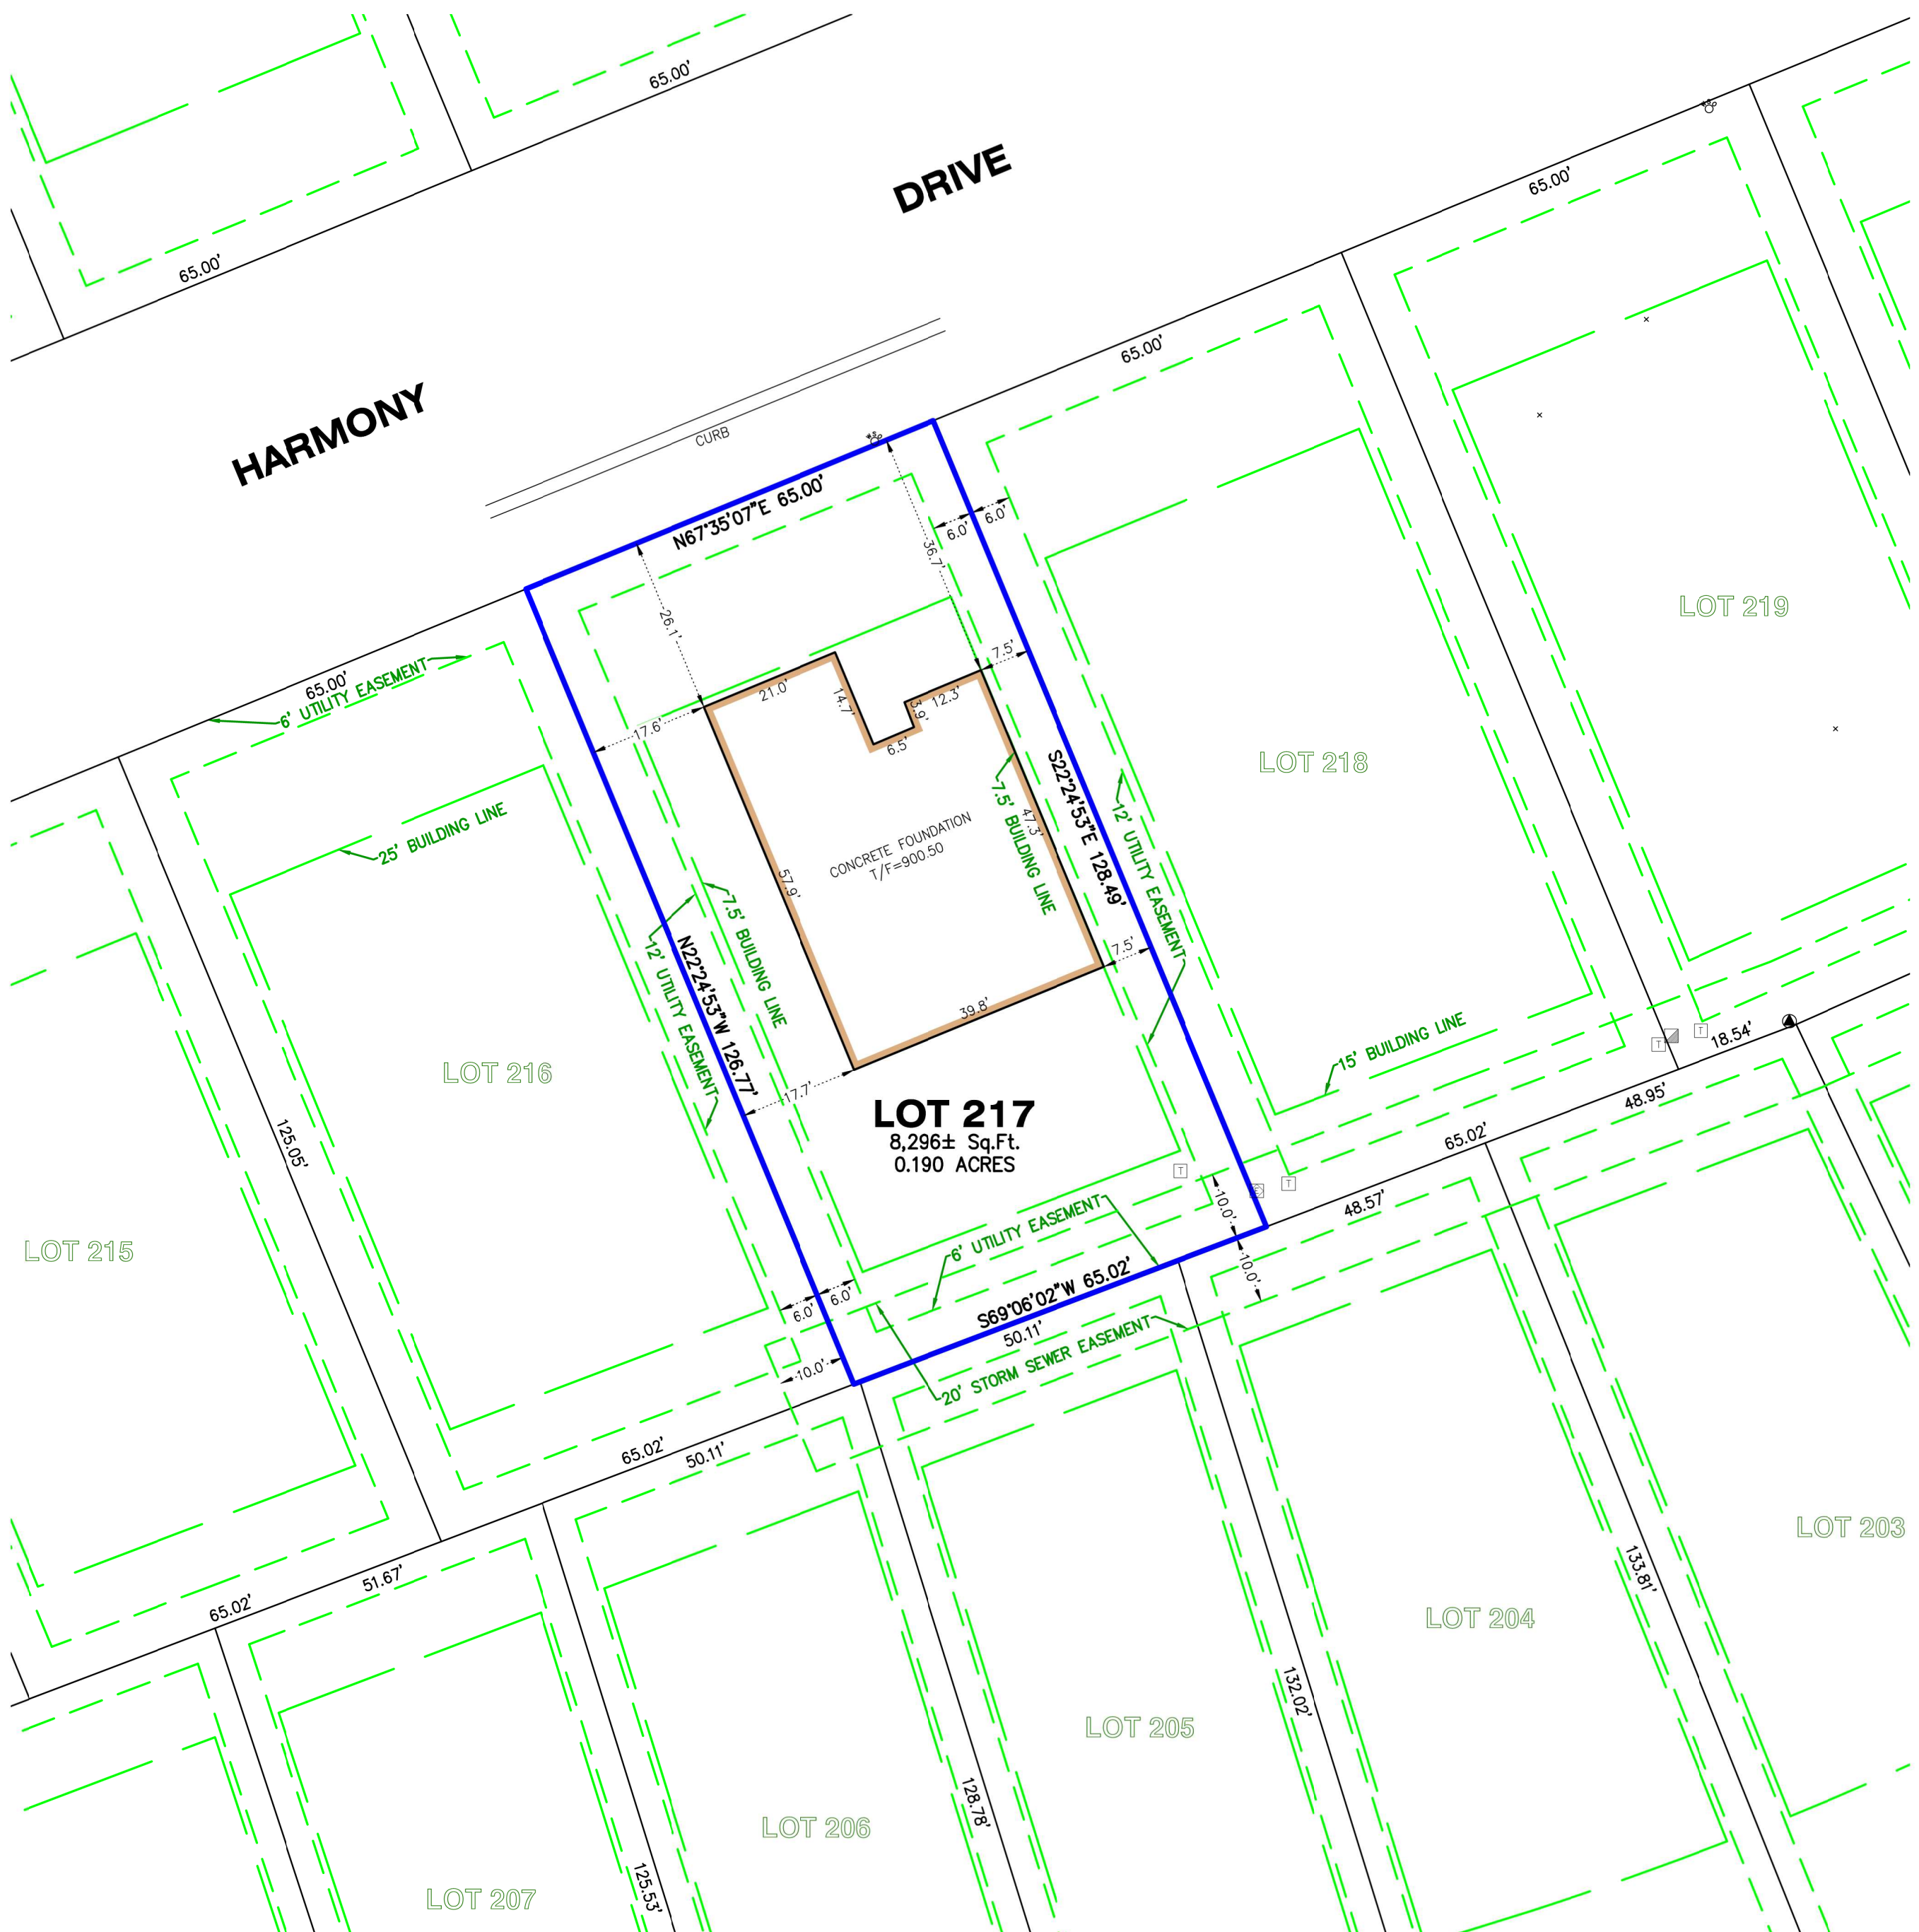 65.00'
DRIVE
65.00'
65.00'
65.00'
HARMONY
CURB
65.00'
N67°35'07"E 65.00'
6.0'
6.0'
36.7'
26.1'
LOT 219
65.00'
6' UTILITY EASEMENT
7.5'
21.0'
14.7'
3.9'
12.3'
17.6'
6.5'
LOT 218
25' BUILDING LINE
7.5' BUILDING LINE
47.3'
S22°24'53"E 128.49'
12' UTILITY EASEMENT
CONCRETE FOUNDATION
T/F=900.50
57.9'
7.5' BUILDING LINE
12' UTILITY EASEMENT
N22°24'53"W 126.77'
7.5'
39.8'
17.7'
LOT 216
15' BUILDING LINE
T
T
18.54'
48.95'
65.02'
LOT 217
8,296± Sq.Ft.
0.190 ACRES
125.05'
T
T
10.0'
48.57'
LOT 215
6' UTILITY EASEMENT
10.0'
6.0'
6.0'
S69°06'02"W 65.02'
50.11'
20' STORM SEWER EASEMENT
10.0'
65.02'
50.11'
LOT 203
51.67'
65.02'
133.81'
LOT 204
132.02'
LOT 205
128.78'
LOT 206
125.53'
LOT 207